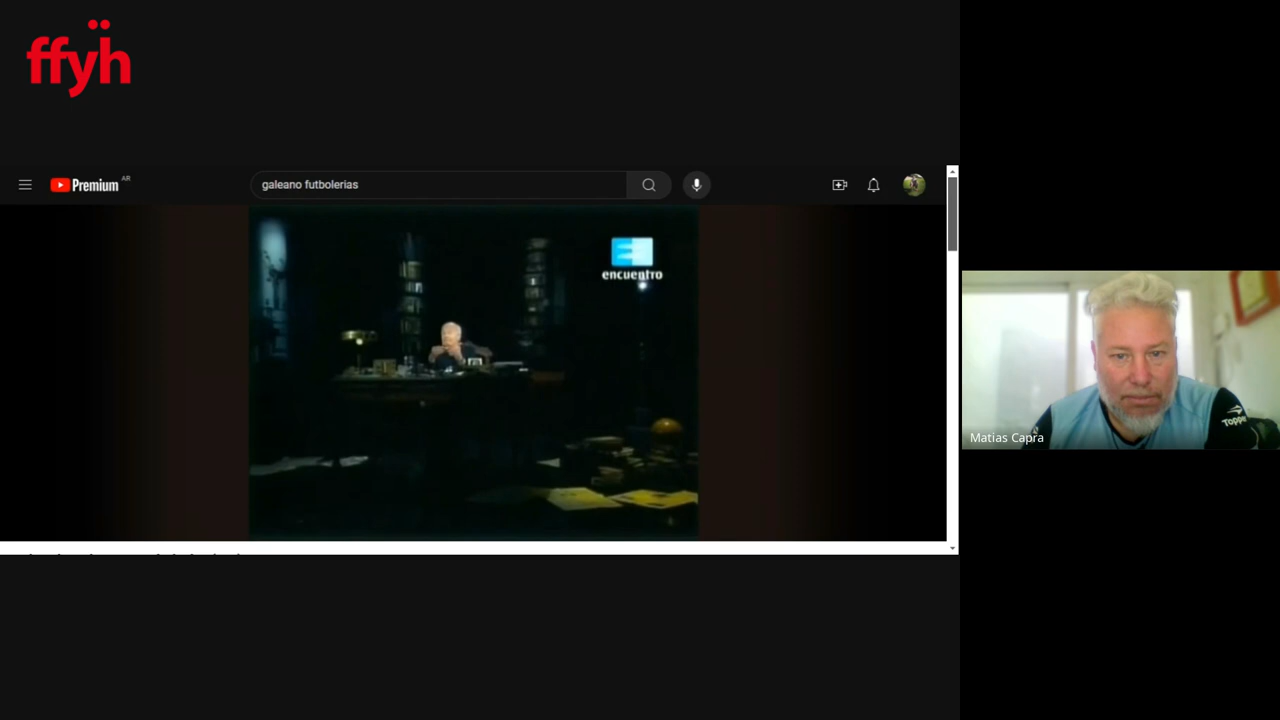 ffyh
Premium AR
galeano futbolerias
encuentro
Topper
Matias Capra